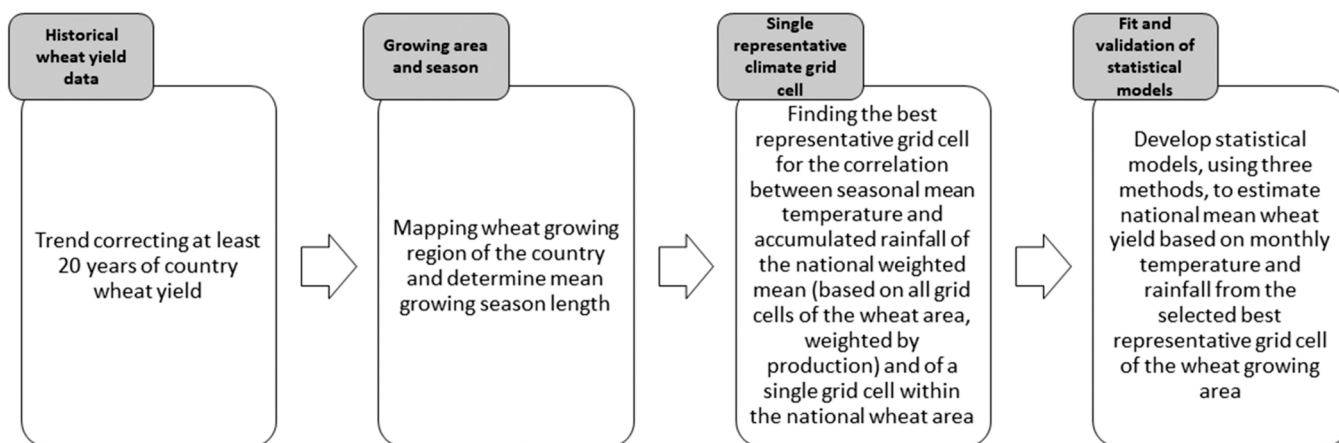 Historical
wheat yield
data
Trend correcting at least
20 years of country
wheat yield
Growing area
and season
Mapping wheat growing
region of the country
and determine mean
growing season length
Single
representative
climate grid
cell
Finding the best
representative grid cell
for the correlation
between seasonal mean
temperature and
accumulated rainfall of
the national weighted
mean (based on all grid
cells of the wheat area,
weighted by
production) and of a
single grid cell within
the national wheat area
Fit and
validation of
statistical
models
Develop statistical
models, using three
methods, to estimate
national mean wheat
yield based on monthly
temperature and
rainfall from the
selected best
representative grid cell
of the wheat growing
area